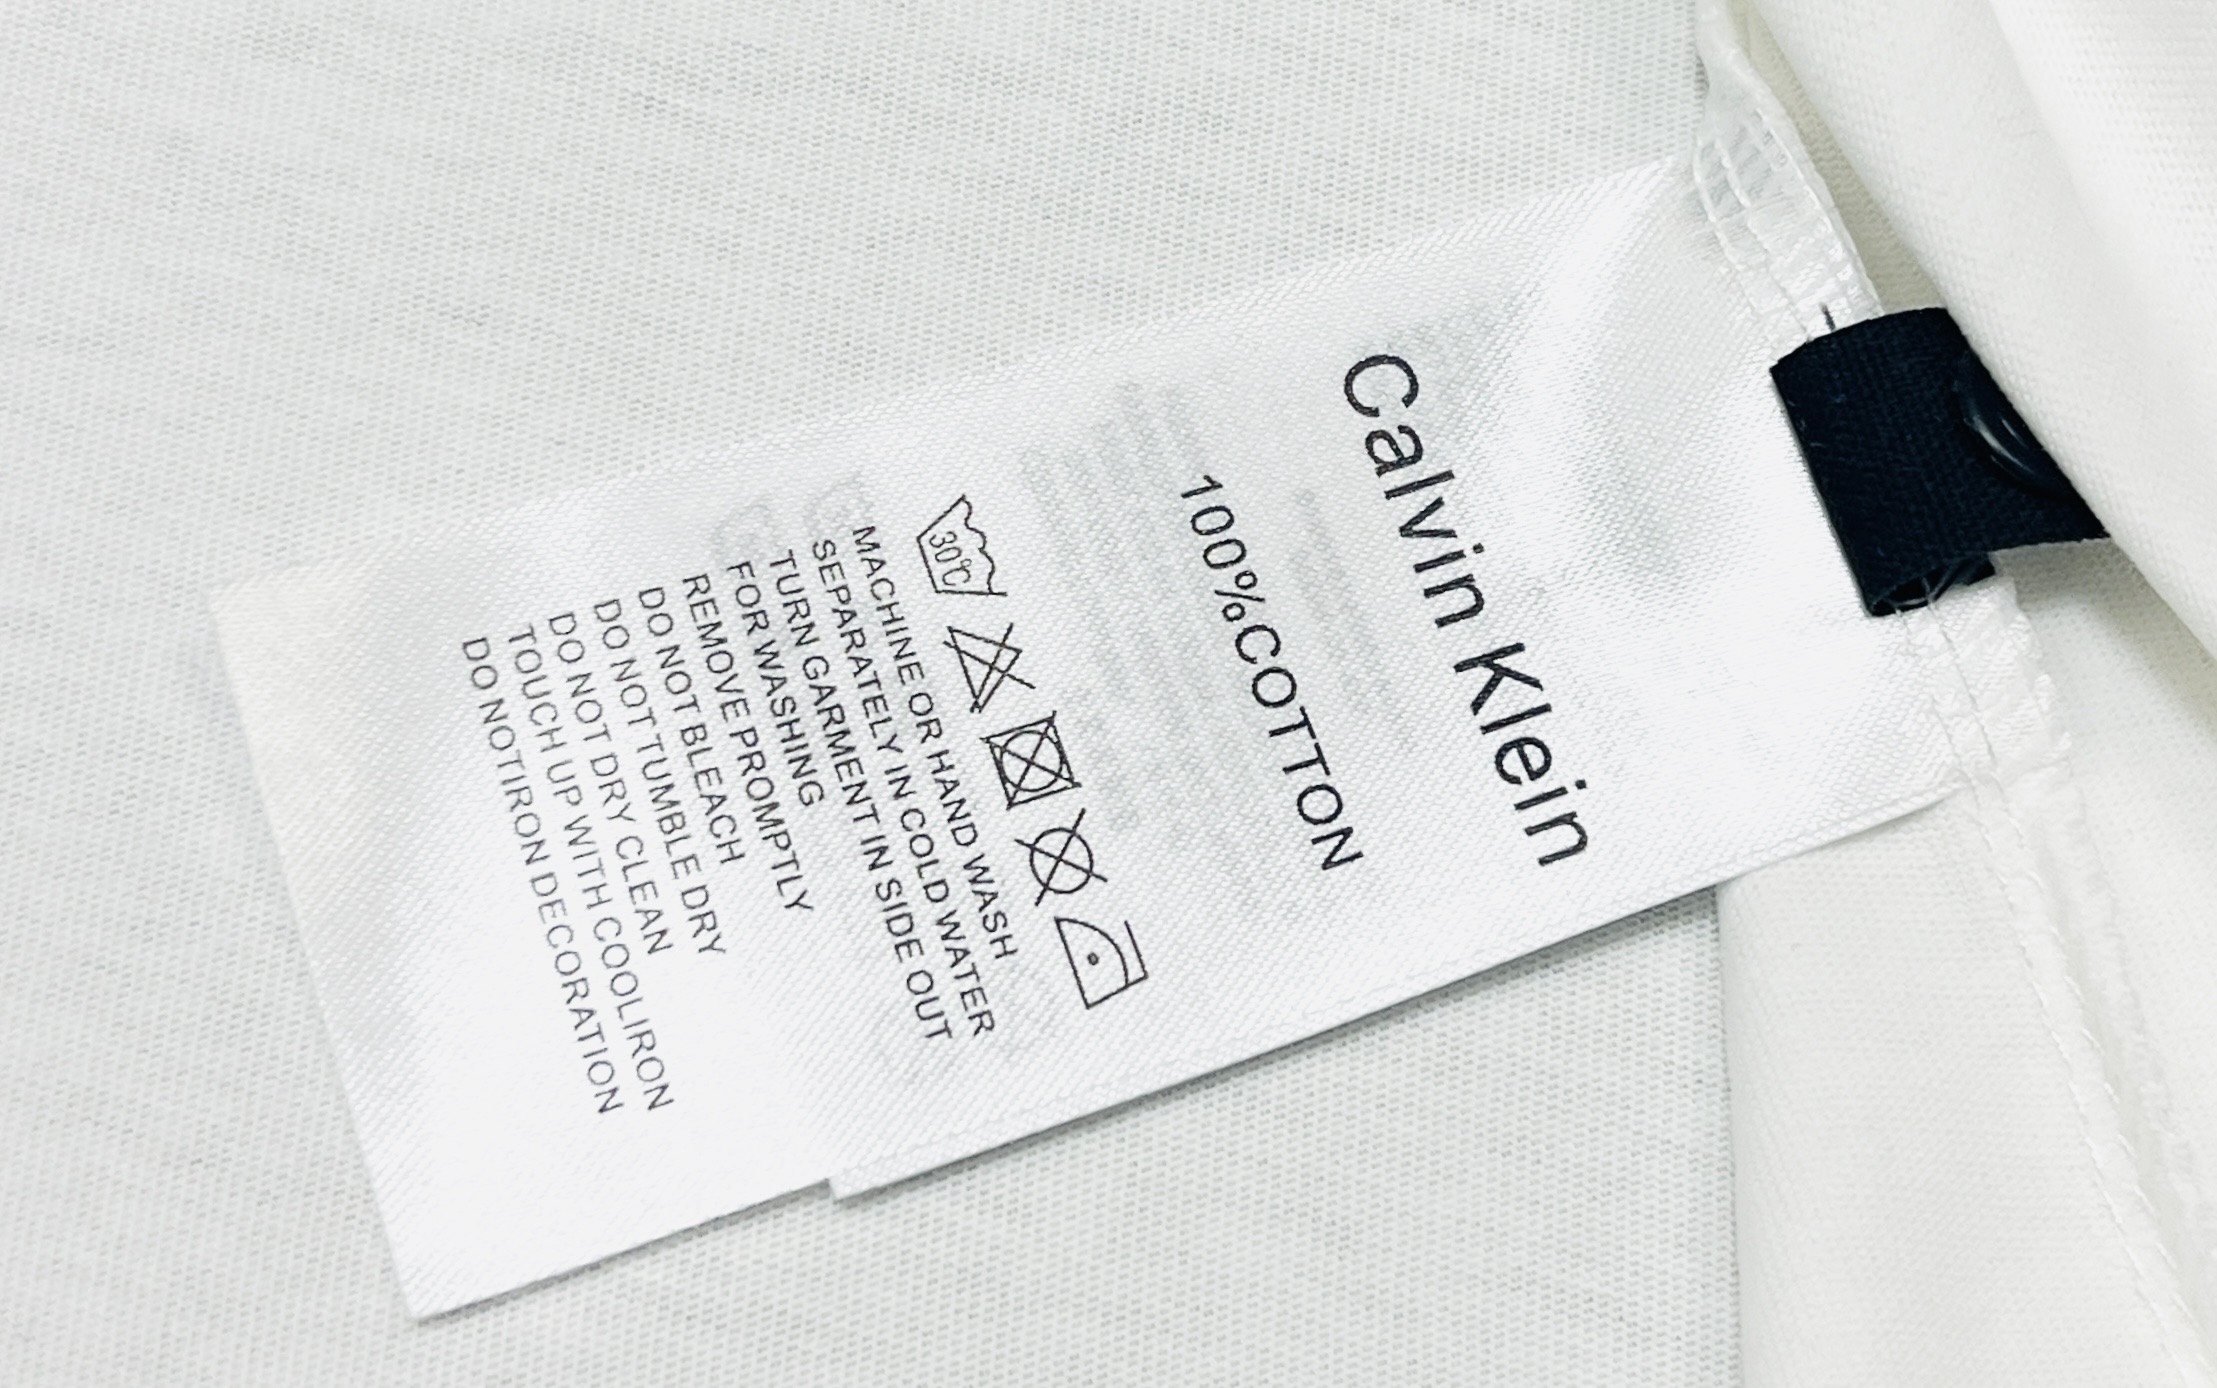 Calvin Klein
100%COTTON
30℃
MACHINE OR HAND WASH
SEPARATELY IN COLD WATER
TURN GARMENT IN SIDE OUT
FOR WASHING
REMOVE PROMPTLY
DO NOT BLEACH
DO NOT TUMBLE DRY
DO NOT DRY CLEAN
TOUCH UP WITH COOLIRON
DO NOTIRON DECORATION